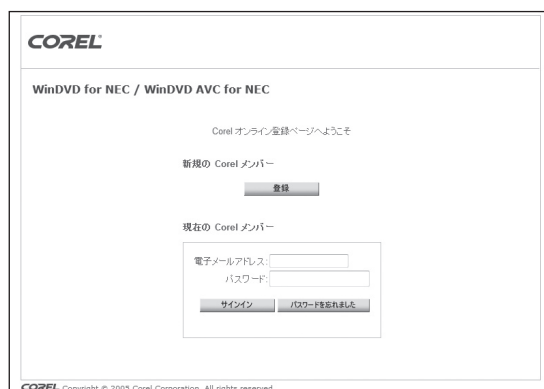 COREL
WinDVD for NEC / WinDVD AVC for NEC
Corel オンライン登録ページへようこそ
新規の Corel メンバー
登録
現在の Corel メンバー
電子メールアドレス:
パスワード:
サインイン パスワードを忘れました
COREL Copyright © 2005 Corel Corporation. All rights reserved.